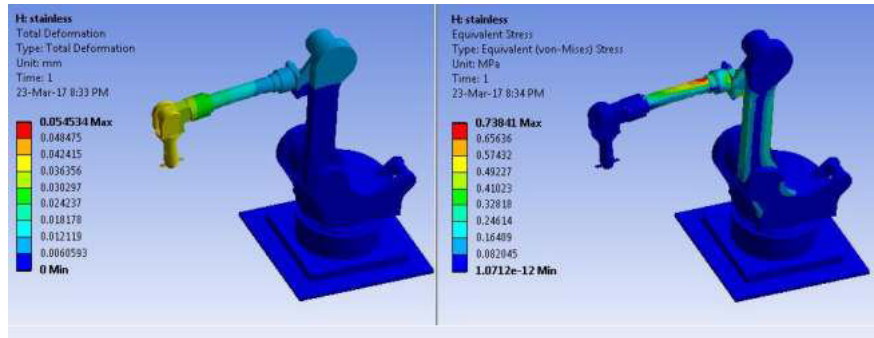 H: stainless
Total Deformation
Type: Total Deformation
Unit: mm
Time: 1
23-Mar-17 8:33 PM
0.054534 Max
0.048475
0.042415
0.036356
0.030297
0.024237
0.018178
0.012119
0.0060593
0 Min
H: stainless
Equivalent Stress
Type: Equivalent (von-Mises) Stress
Unit: MPa
Time: 1
23-Mar-17 8:34 PM
0.73841 Max
0.65636
0.57432
0.49227
0.41023
0.32818
0.24614
0.16409
0.082045
1.0712e-12 Min